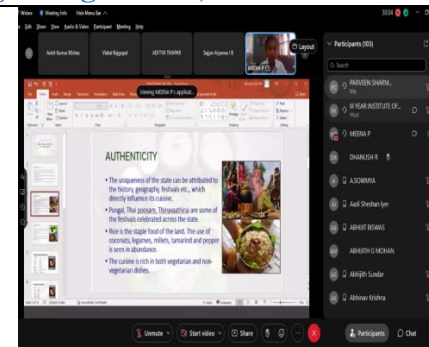 Webex Meeting Info Hide Menu Bar
30:34
File Edit Share View Audio & Video Participant Meeting Help
Ankit Kumar Mishra
Vishal Rajgopal
ADITYA THAKRE
MEENA P
Layout
Viewing MEENA P's applicat...
AUTHENTICITY
• The uniqueness of the state can be attributed
to the history, geography, festivals etc., which
directly influence its cuisine.
• Pongal, Thai poosam, Thiruvathirai are some of
the festivals celebrated across the state.
• Rice is the staple food of the land. The use of
coconuts, legumes, millets, tamarind and pepper
is seen in abundance.
• The cuisine is rich in both vegetarian and non-
vegetarian dishes.
Participants (103)
Search
PARVEEN SHARM...
Me
III YEAR INSTITUTE OF...
Host
MEENA P
DHANUSH R
A.SOWMYA
Aadi Sheshan Iyer
ABHIJIT BISWAS
ABHIJITH G MOHAN
Abhijith Sundar
Abhinav Krishna
Unmute
Start video
Share
Participants
Chat